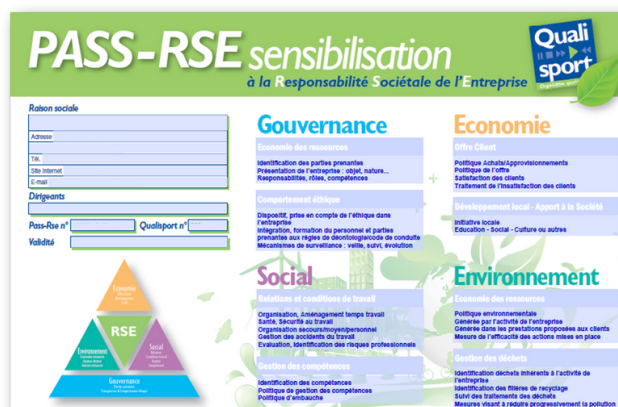 PASS-RSE sensibilisation
à la Responsabilité Sociétale de l'Entreprise
Quali
sport
Raison sociale
Adresse
Tél.
Site Internet
E-mail
Dirigeants
Pass-Rse n°
Qualisport n°
Validité
Economie
RSE
Environnement
Social
Gouvernance
Gouvernance
Economie des ressources
Identification des parties prenantes
Présentation de l'entreprise : objet, nature...
Responsabilités, rôles, compétences
Comportement éthique
Dispositif, prise en compte de l'éthique dans
l'entreprise
Intégration, formation du personnel et parties
prenantes aux règles de déontologie/code de conduite
Mécanismes de surveillance : veille, suivi, évolution
Economie
Offre Client
Politique Achats/Approvisionnements
Politique de l'offre
Satisfaction des clients
Traitement de l'insatisfaction des clients
Développement local - Apport à la Société
Initiative locale
Education - Social - Culture ou autres
Social
Relations et conditions de travail
Organisation, Aménagement temps travail
Santé, Sécurité au travail
Organisation secours/moyen/personnel
Gestion des accidents du travail
Evaluation, identification des risques professionnels
Gestion des compétences
Identification des compétences
Politique de gestion des compétences
Politique d'embauche
Environnement
Economie des ressources
Politique environnementale
Générée par l'activité de l'entreprise
Générée dans les prestations proposées aux clients
Mesure de l'efficacité des actions mises en place
Gestion des déchets
Identification déchets inhérents à l'activité de
l'entreprise
Identification des filières de recyclage
Suivi des traitements des déchets
Mesures visant à réduire progressivement la pollution